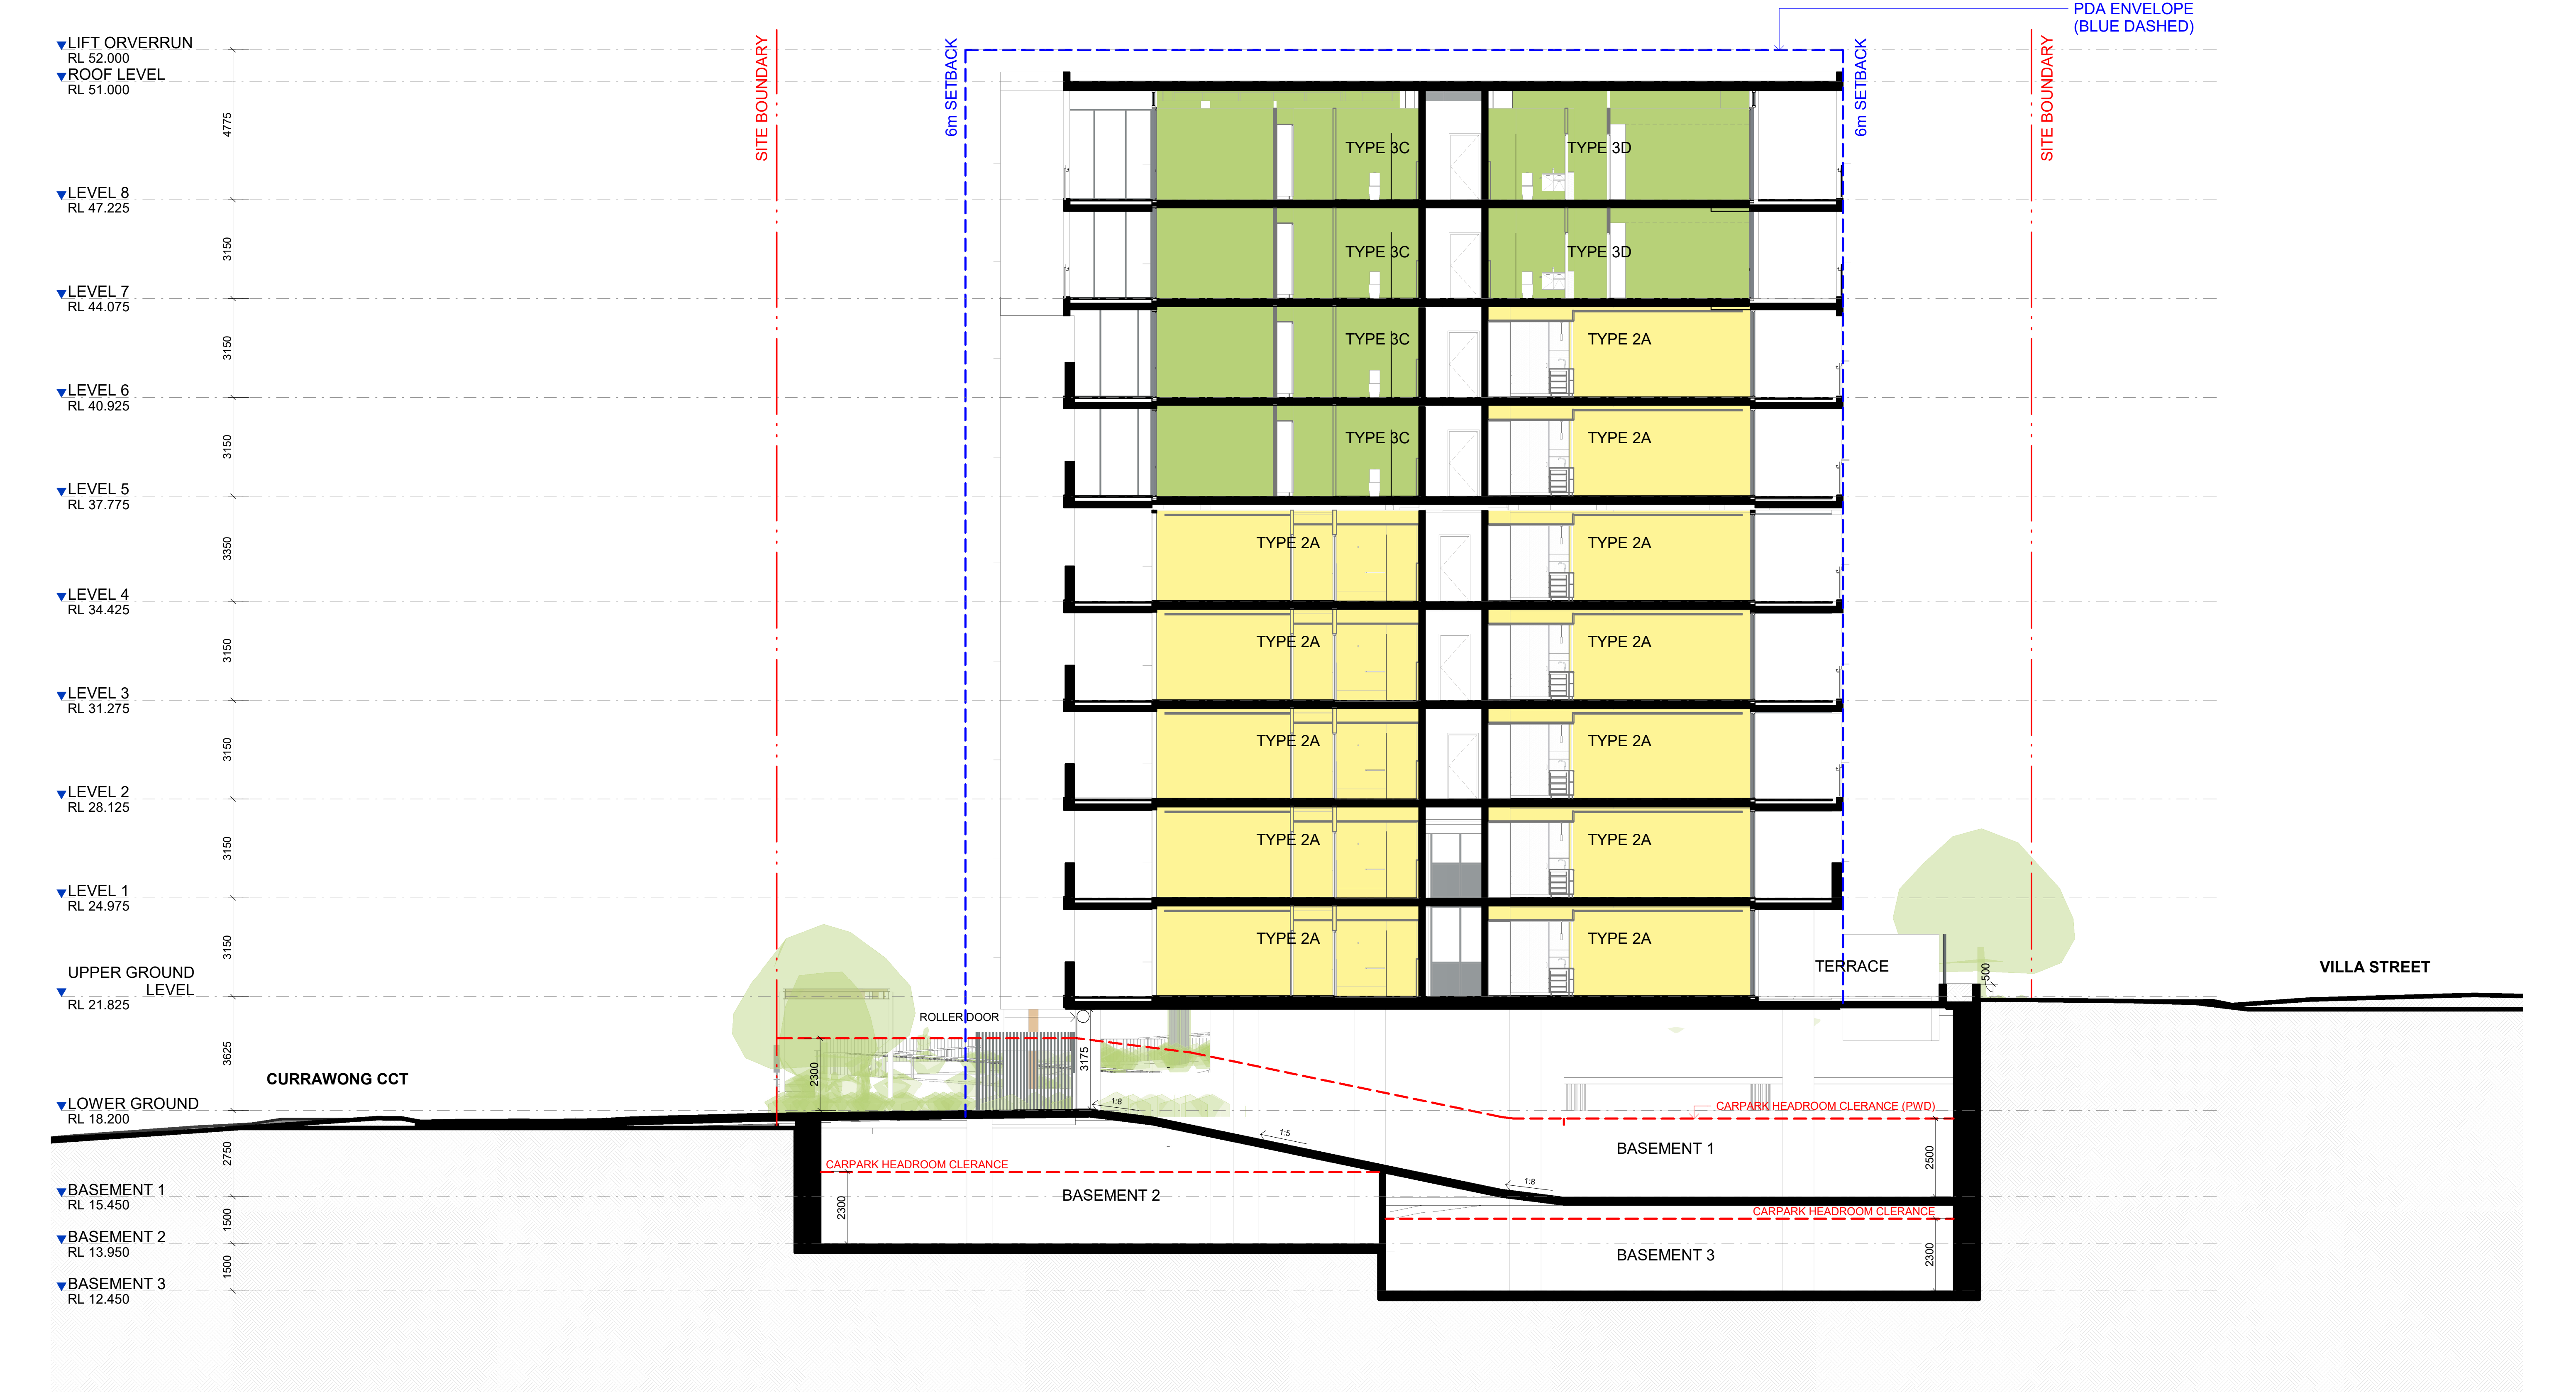 PDA ENVELOPE
(BLUE DASHED)
SITE BOUNDARY
6m SETBACK
6m SETBACK
SITE BOUNDARY
LIFT ORVERRUN
RL 52.000
ROOF LEVEL
RL 51.000
4775
TYPE 3C
TYPE 3D
LEVEL 8
RL 47.225
3150
TYPE 3C
TYPE 3D
LEVEL 7
RL 44.075
3150
TYPE 3C
TYPE 2A
LEVEL 6
RL 40.925
3150
TYPE 3C
TYPE 2A
LEVEL 5
RL 37.775
3350
TYPE 2A
TYPE 2A
LEVEL 4
RL 34.425
3150
TYPE 2A
TYPE 2A
LEVEL 3
RL 31.275
3150
TYPE 2A
TYPE 2A
LEVEL 2
RL 28.125
3150
TYPE 2A
TYPE 2A
LEVEL 1
RL 24.975
3150
TYPE 2A
TYPE 2A
TERRACE
500
VILLA STREET
UPPER GROUND
LEVEL
RL 21.825
ROLLER DOOR
3625
2300
3175
CURRAWONG CCT
LOWER GROUND
RL 18.200
1:8
CARPARK HEADROOM CLERANCE (PWD)
1:5
2750
BASEMENT 1
2500
CARPARK HEADROOM CLERANCE
1:8
BASEMENT 1
RL 15.450
BASEMENT 2
2300
1500
CARPARK HEADROOM CLERANCE
BASEMENT 2
RL 13.950
BASEMENT 3
2300
1500
BASEMENT 3
RL 12.450